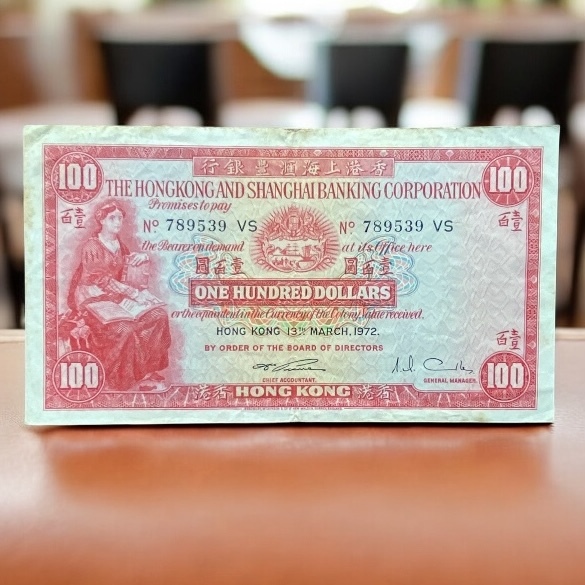 行銀豐滙海上港香
100 100
THE HONGKONG AND SHANGHAI BANKING CORPORATION
Promises to pay
百壹 百壹
Nº 789539 VS Nº 789539 VS
the Bearer on demand at its Office here
圓百壹 圓百壹
ONE HUNDRED DOLLARS
or the equivalent in the Currency of the Colony Value received.
HONG KONG 13TH MARCH, 1972.
百壹
BY ORDER OF THE BOARD OF DIRECTORS
100 100
CHIEF ACCOUNTANT. GENERAL MANAGER.
港香 HONG KONG 港香